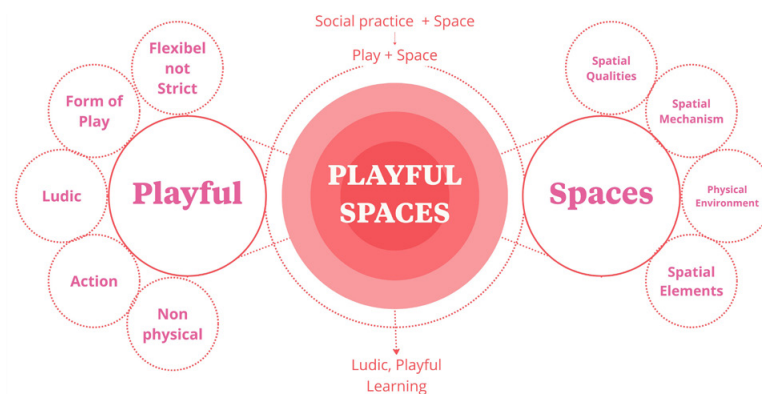 Social practice + Space
Play + Space
Flexibel
not
Strict
Form of
Play
Ludic
Action
Non
physical
Playful
PLAYFUL
SPACES
Spaces
Spatial
Qualities
Spatial
Mechanism
Physical
Environment
Spatial
Elements
Ludic, Playful
Learning